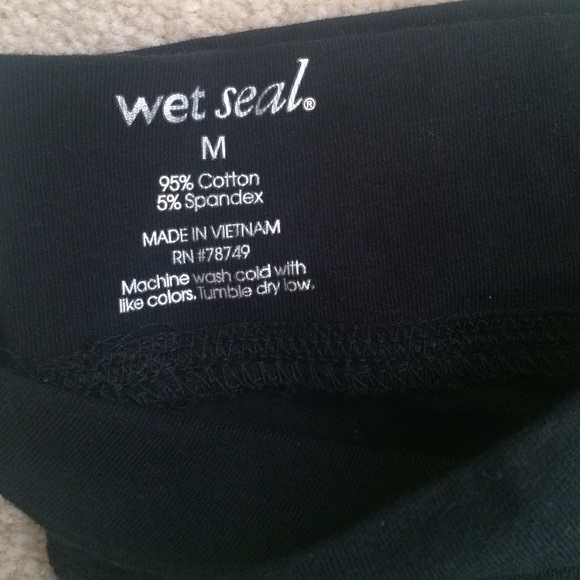 wet seal®
M
95% Cotton
5% Spandex
MADE IN VIETNAM
RN #78749
Machine wash cold with
like colors. Tumble dry low.